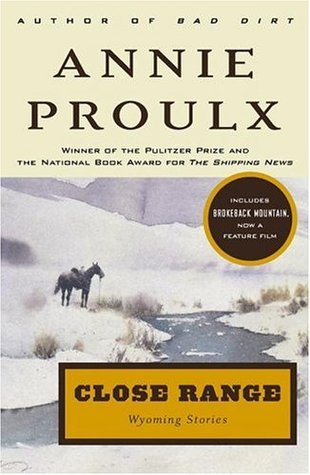 AUTHOR OF BAD DIRT
ANNIE
PROULX
WINNER OF THE PULITZER PRIZE AND
THE NATIONAL BOOK AWARD FOR THE SHIPPING NEWS
INCLUDES
BROKEBACK MOUNTAIN,
NOW A
FEATURE FILM
CLOSE RANGE
Wyoming Stories